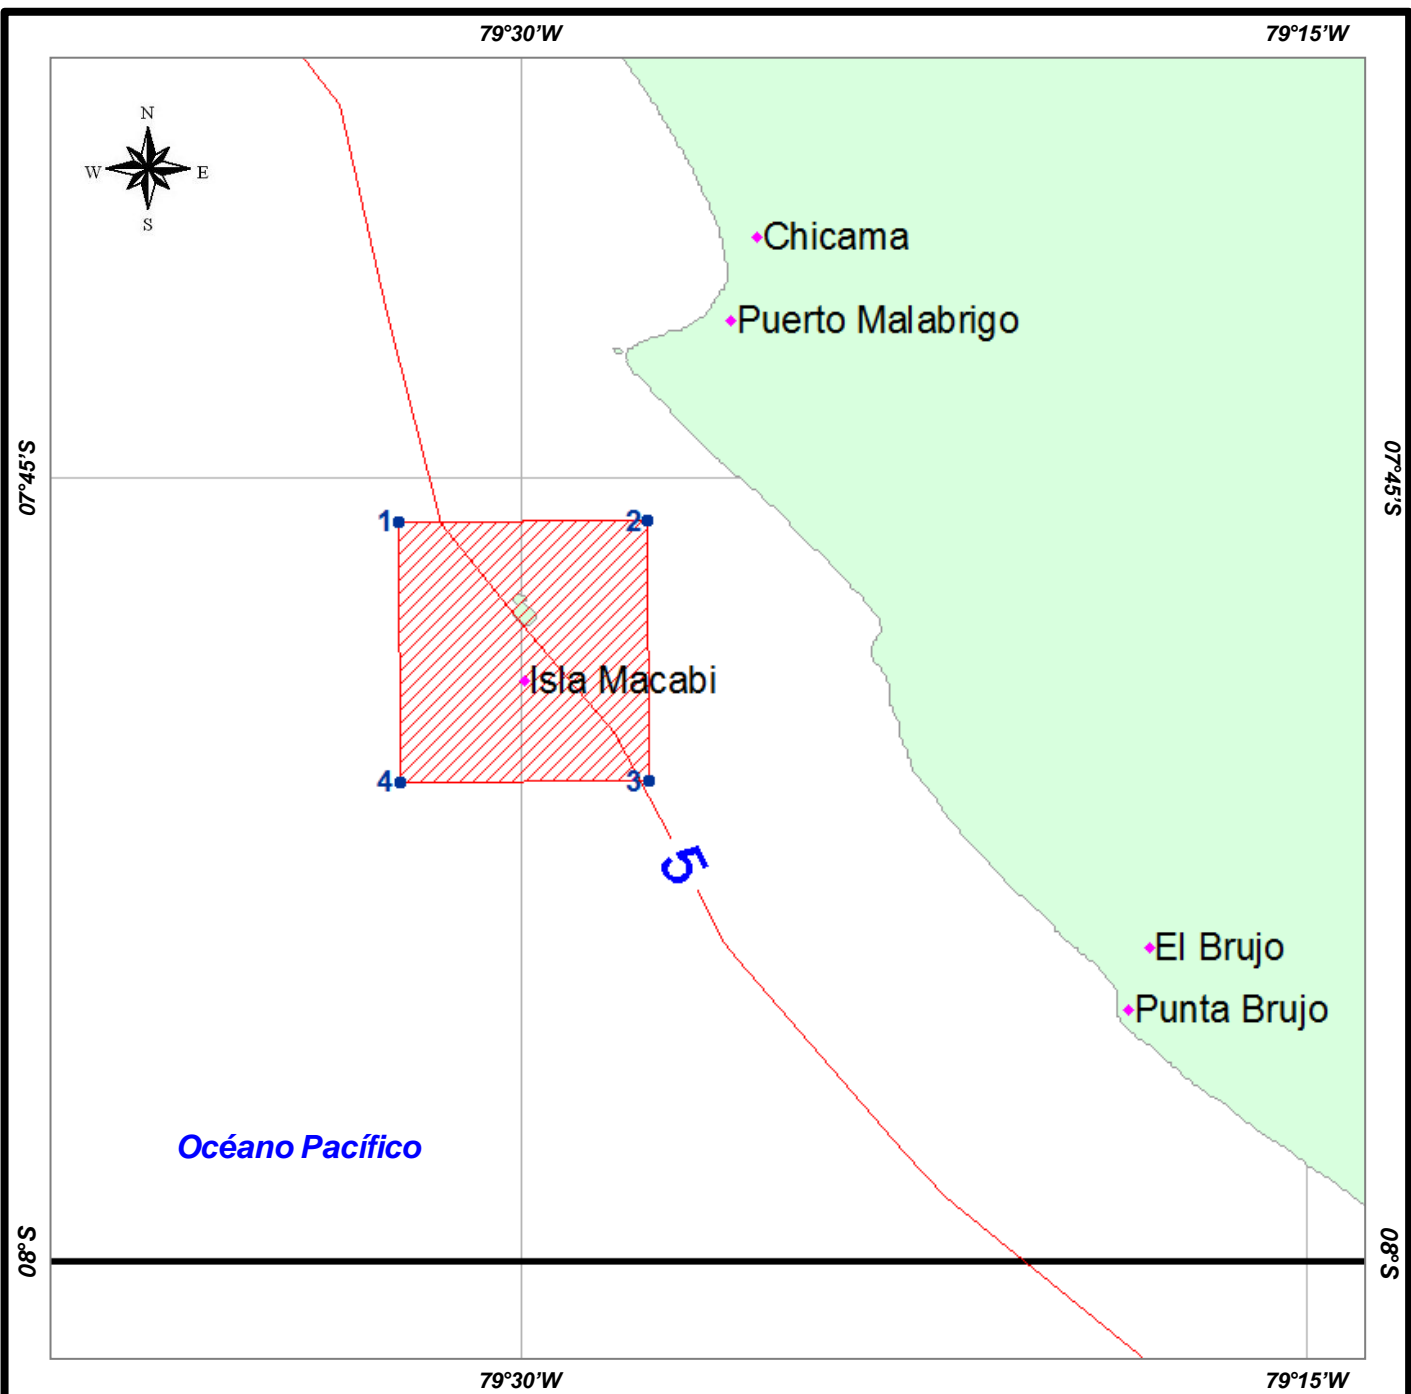 79°30'W
79°15'W
N
W
E
S
Chicama
Puerto Malabrigo
07°45'S
07°45'S
1
2
Isla Macabi
4
3
5
El Brujo
Punta Brujo
Océano Pacífico
08°S
08°S
79°30'W
79°15'W